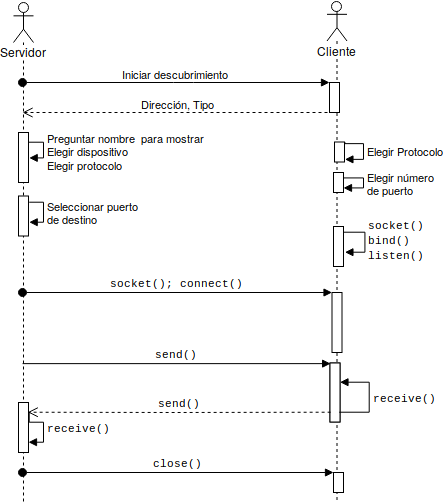 Servidor
Cliente
Iniciar descubrimiento
Dirección, Tipo
Preguntar nombre para mostrar
Elegir dispositivo
Elegir protocolo
Elegir Protocolo
Elegir número
de puerto
Seleccionar puerto
de destino
socket()
bind()
listen()
socket(); connect()
send()
receive()
send()
receive()
close()